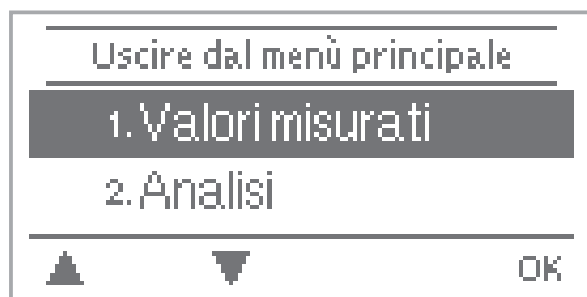 Uscire dal menù principale
1. Valori misurati
2. Analisi
OK